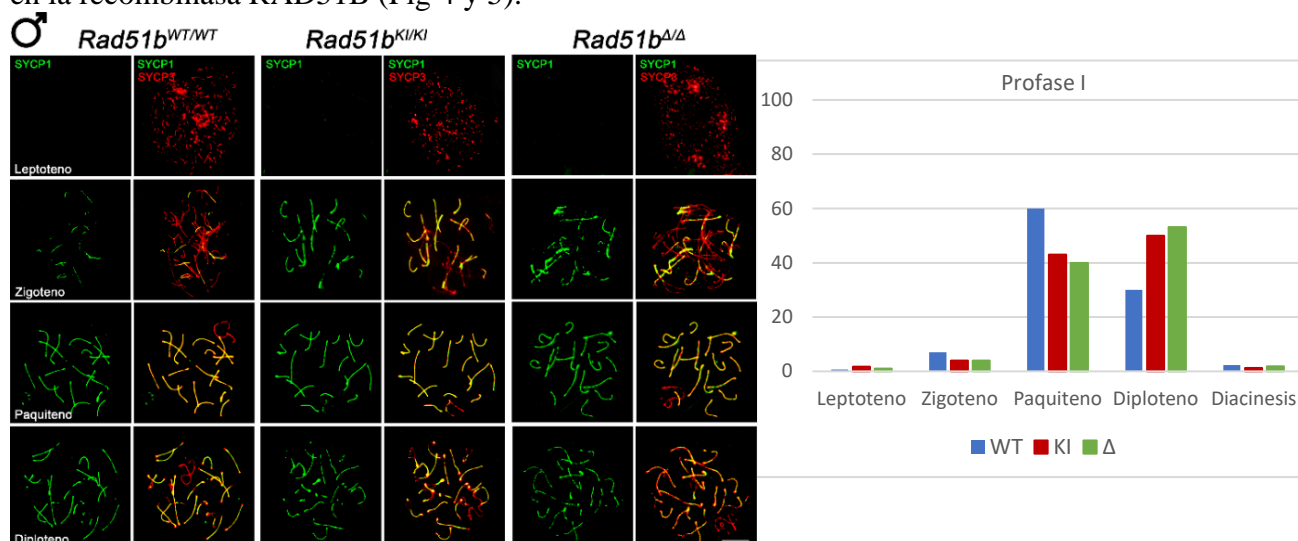 en la recombinasa RAD51B (Fig 4 y 5).
♂ Rad51b^WT/WT Rad51b^KI/KI Rad51b^Δ/Δ
SYCP1 SYCP1 SYCP1 SYCP1 SYCP1 SYCP1
SYCP3 SYCP3 SYCP3
Leptoteno
Zigoteno
Paquiteno
Diploteno
Profase I
100
80
60
40
20
0
Leptoteno Zigoteno Paquiteno Diploteno Diacinesis
WT KI Δ